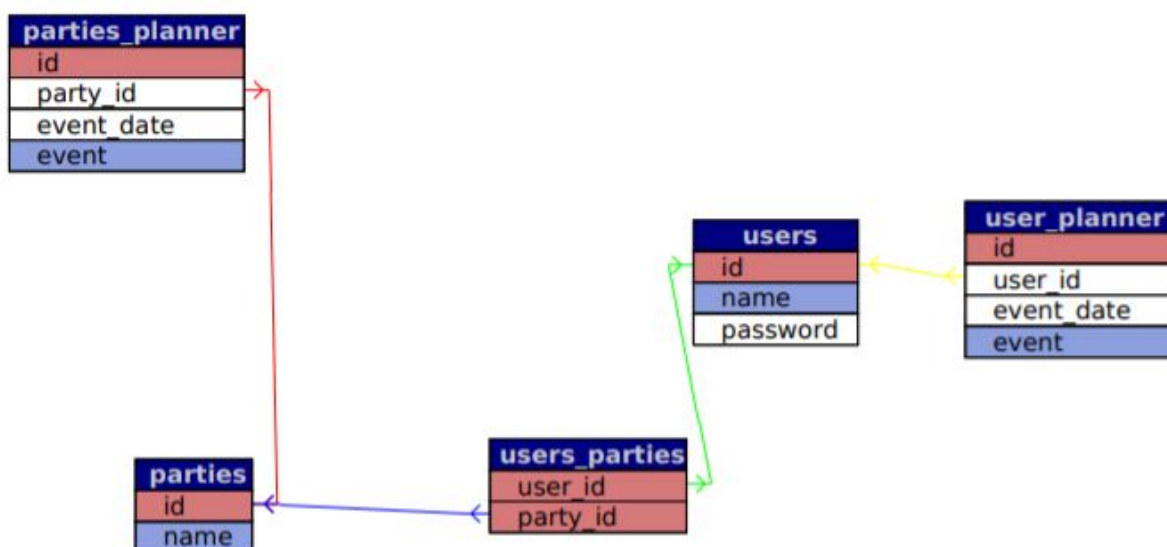 parties_planner
id
party_id
event_date
event
users
id
name
password
user_planner
id
user_id
event_date
event
parties
id
name
users_parties
user_id
party_id